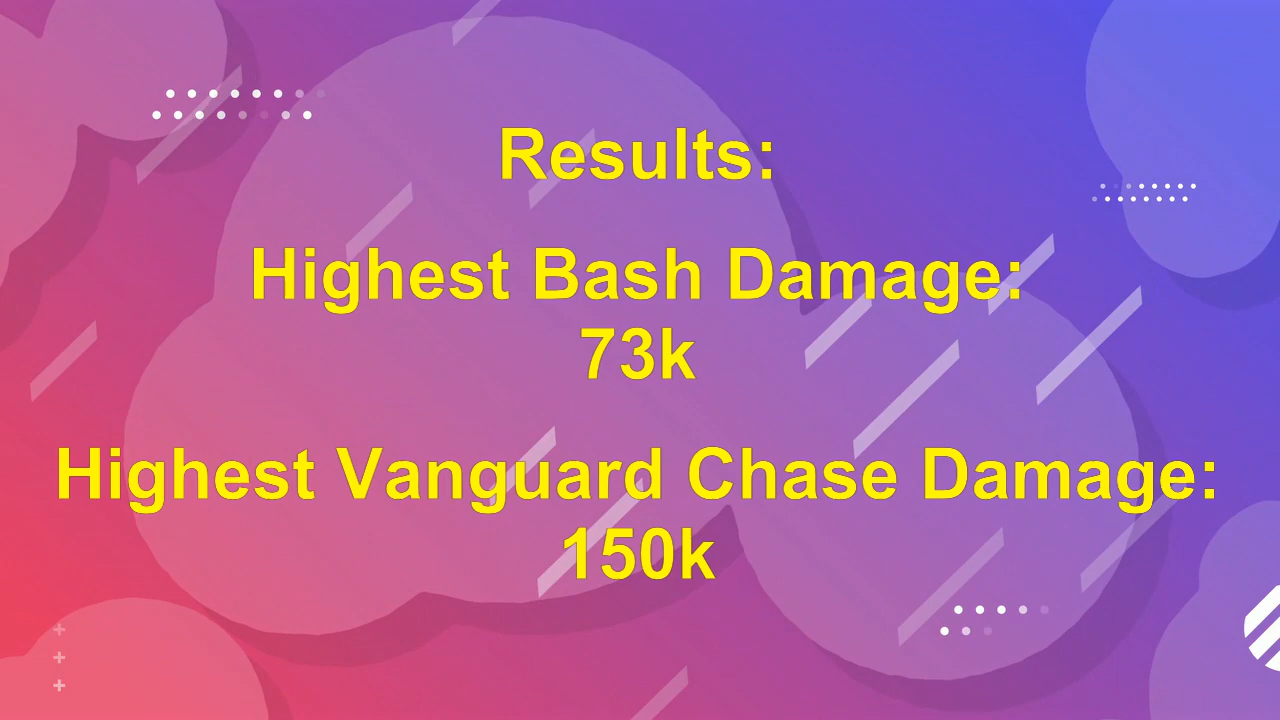 Results:
Highest Bash Damage:
73k
Highest Vanguard Chase Damage:
150k